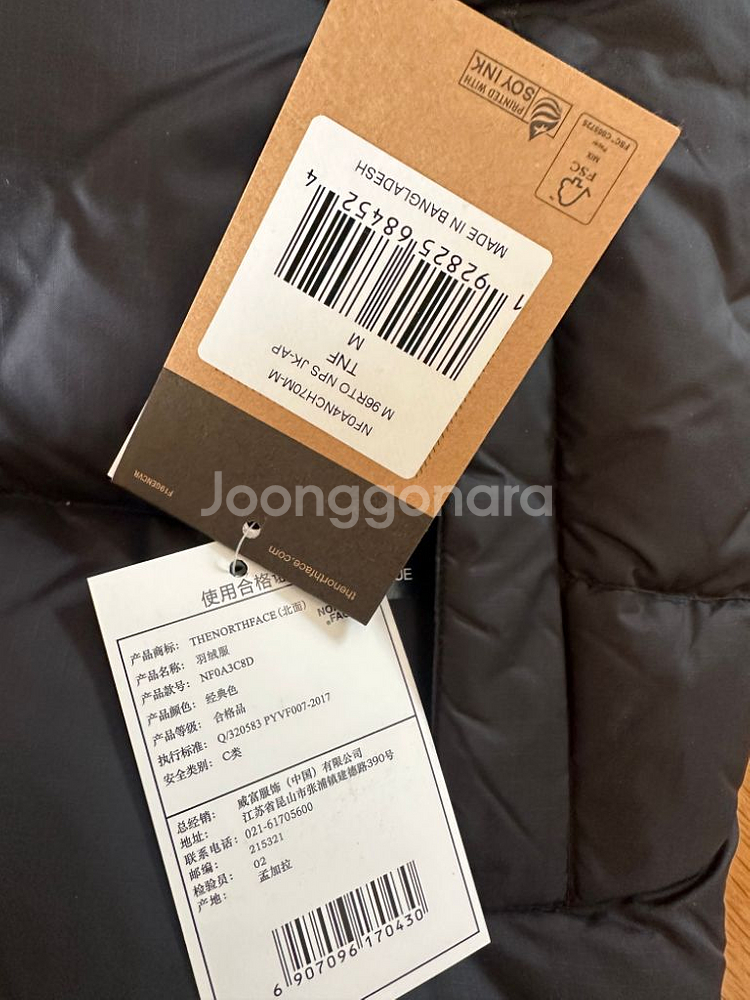 PRINTED WITH
SOY INK
FSC
MIX
Paper
FSC® C003725
MADE IN BANGLADESH
1 92825 68452 4
M
TNF
M 96RTO NPS JK-AP
NF0A4NCH70M-M
F19GENCVR
thenorthface.com
Joonggonara
UE
使用合格证
产品商标: THENORTHFACE(北面)
产品名称: 羽绒服
产品款号: NF0A3C8D
产品颜色: 经典色
产品等级: 合格品
执行标准: Q/320583 PYVF007-2017
安全类别: C类
总经销: 威富服饰(中国)有限公司
地址: 江苏省昆山市张浦镇建德路390号
联系电话: 021-61705600
邮编: 215321
检验员: 02
产地: 孟加拉
6 907096 170430